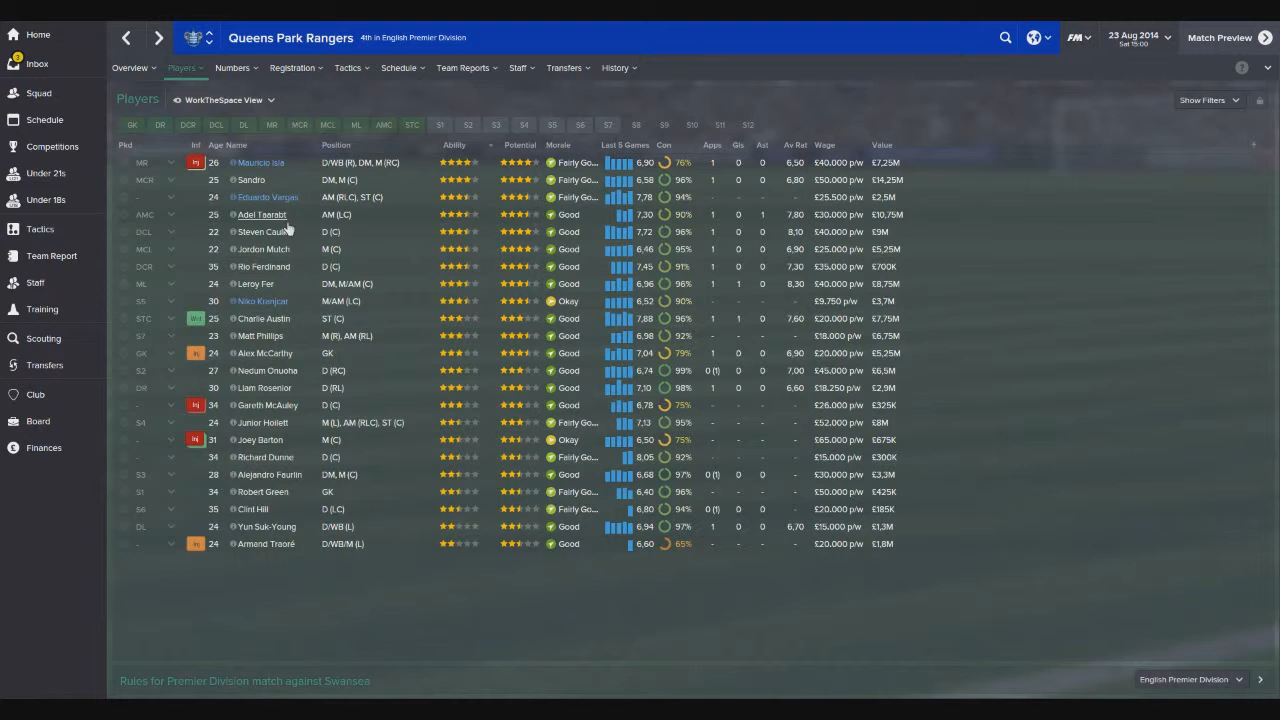 Home
Inbox
3
Squad
Schedule
Competitions
Under 21s
Under 18s
Tactics
Team Report
Staff
Training
Scouting
Transfers
Club
Board
Finances
Queens Park Rangers 4th in English Premier Division
FM 23 Aug 2014 Sat 15:00 Match Preview
Overview Players Numbers Registration Tactics Schedule Team Reports Staff Transfers History
Players WorkTheSpace View Show Filters
GK DR DCR DCL DL MR MCR MCL ML AMC STC S1 S2 S3 S4 S5 S6 S7 S8 S9 S10 S11 S12
Pkd Inf Age Name Position Ability Potential Morale Last 5 Games Con Apps Gls Ast Av Rat Wage Value
MR Inj 26 Mauricio Isla D/WB (R), DM, M (RC) Fairly Go... 6,90 76% 1 0 0 6,50 £40.000 p/w £7,25M
MCR 25 Sandro DM, M (C) Fairly Go... 6,58 96% 1 0 0 6,80 £50.000 p/w £14,25M
- 24 Eduardo Vargas AM (RLC), ST (C) Fairly Go... 7,78 94% - - - - £25.500 p/w £2,5M
AMC 25 Adel Taarabt AM (LC) Good 7,30 90% 1 0 1 7,80 £30.000 p/w £10,75M
DCL 22 Steven Caul D (C) Good 7,72 96% 1 0 0 8,10 £40.000 p/w £9M
MCL 22 Jordon Mutch M (C) Good 6,46 95% 1 0 0 6,90 £25.000 p/w £5,25M
DCR 35 Rio Ferdinand D (C) Good 7,45 91% 1 0 0 7,30 £35.000 p/w £700K
ML 24 Leroy Fer DM, M/AM (C) Good 6,96 96% 1 1 0 8,30 £40.000 p/w £8,75M
S5 30 Niko Kranjcar M/AM (LC) Okay 6,52 90% - - - - £9.750 p/w £3,7M
STC Wnt 25 Charlie Austin ST (C) Good 7,88 96% 1 1 0 7,60 £20.000 p/w £7,75M
S7 23 Matt Phillips M (R), AM (RL) Good 6,98 92% - - - - £18.000 p/w £6,75M
GK Inj 24 Alex McCarthy GK Good 7,04 79% 1 0 0 6,90 £20.000 p/w £5,25M
S2 27 Nedum Onuoha D (RC) Good 6,74 99% 0 (1) 0 0 7,00 £45.000 p/w £6,5M
DR 30 Liam Rosenior D (RL) Good 7,10 98% 1 0 0 6,60 £18.250 p/w £2,9M
- Inj 34 Gareth McAuley D (C) Good 6,78 75% - - - - £26.000 p/w £325K
S4 24 Junior Hoilett M (L), AM (RLC), ST (C) Fairly Go... 7,13 95% - - - - £52.000 p/w £8M
- Inj 31 Joey Barton M (C) Okay 6,50 75% - - - - £65.000 p/w £675K
- 34 Richard Dunne D (C) Fairly Go... 8,05 92% - - - - £15.000 p/w £300K
S3 28 Alejandro Faurlin DM, M (C) Good 6,68 97% 0 (1) 0 0 - £30.000 p/w £3,3M
S1 34 Robert Green GK Fairly Go... 6,40 96% - - - - £50.000 p/w £425K
S6 35 Clint Hill D (LC) Fairly Go... 6,80 94% 0 (1) 0 0 - £20.000 p/w £185K
DL 24 Yun Suk-Young D/WB (L) Good 6,94 97% 1 0 0 6,70 £15.000 p/w £1,3M
- Inj 24 Armand Traoré D/WB/M (L) Good 6,60 65% - - - - £20.000 p/w £1,8M
Rules for Premier Division match against Swansea English Premier Division